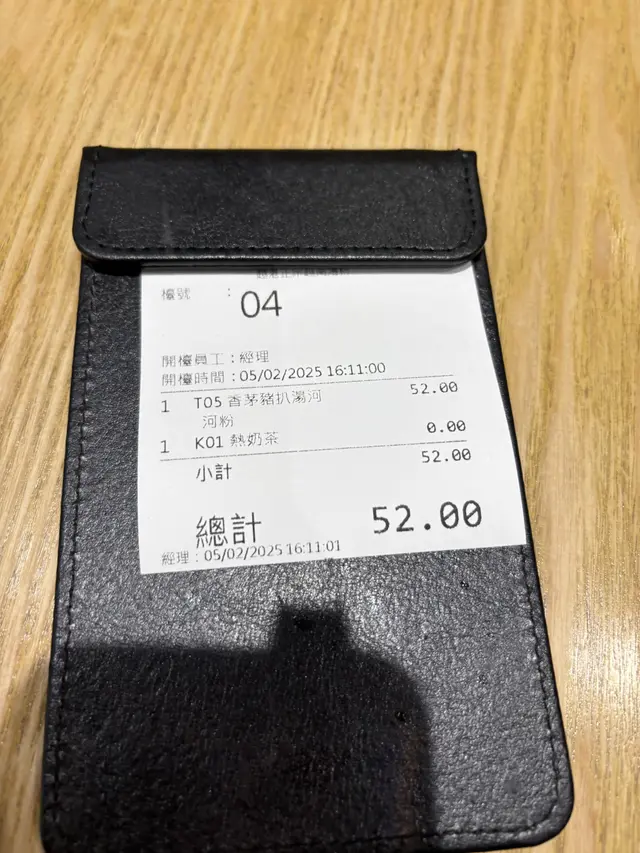 檯號 : 04
開檯員工：經理
開檯時間：05/02/2025 16:11:00
1 T05 香茅豬扒湯河 52.00
河粉
1 K01 熱奶茶 0.00
小計 52.00
總計 52.00
經理：05/02/2025 16:11:01